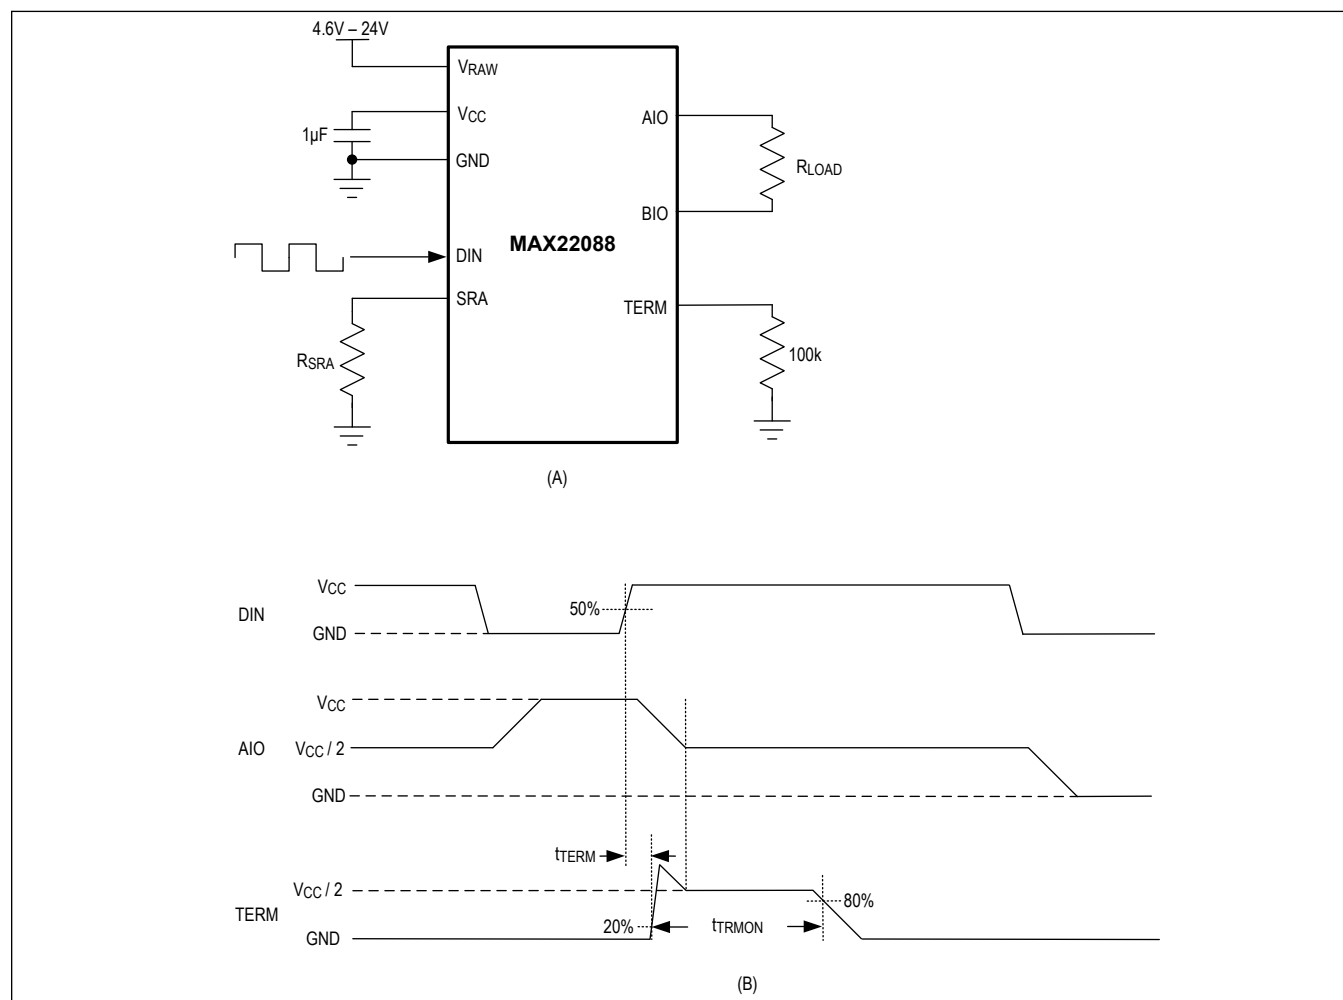 4.6V – 24V
VRAW
VCC
AIO
1µF
RLOAD
GND
BIO
MAX22088
DIN
SRA
TERM
RSRA
100k
(A)
VCC
DIN
50%
GND
VCC
AIO
VCC / 2
GND
tTERM
VCC / 2
80%
TERM
20%
tTRMON
GND
(B)